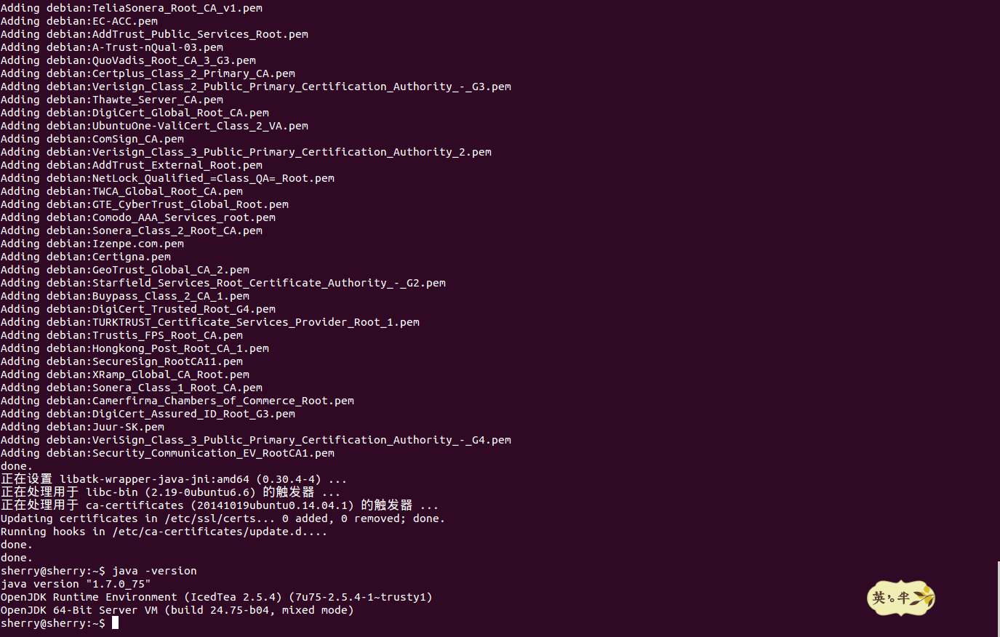 Adding debian:TeliaSonera_Root_CA_v1.pem
Adding debian:EC-ACC.pem
Adding debian:AddTrust_Public_Services_Root.pem
Adding debian:A-Trust-nQual-03.pem
Adding debian:QuoVadis_Root_CA_3_G3.pem
Adding debian:Certplus_Class_2_Primary_CA.pem
Adding debian:Verisign_Class_2_Public_Primary_Certification_Authority_-_G3.pem
Adding debian:Thawte_Server_CA.pem
Adding debian:DigiCert_Global_Root_CA.pem
Adding debian:UbuntuOne-ValiCert_Class_2_VA.pem
Adding debian:ComSign_CA.pem
Adding debian:Verisign_Class_3_Public_Primary_Certification_Authority_2.pem
Adding debian:AddTrust_External_Root.pem
Adding debian:NetLock_Qualified_=Class_QA=_Root.pem
Adding debian:TWCA_Global_Root_CA.pem
Adding debian:GTE_CyberTrust_Global_Root.pem
Adding debian:Comodo_AAA_Services_root.pem
Adding debian:Sonera_Class_2_Root_CA.pem
Adding debian:Izenpe.com.pem
Adding debian:Certigna.pem
Adding debian:GeoTrust_Global_CA_2.pem
Adding debian:Starfield_Services_Root_Certificate_Authority_-_G2.pem
Adding debian:Buypass_Class_2_CA_1.pem
Adding debian:DigiCert_Trusted_Root_G4.pem
Adding debian:TURKTRUST_Certificate_Services_Provider_Root_1.pem
Adding debian:Trustis_FPS_Root_CA.pem
Adding debian:Hongkong_Post_Root_CA_1.pem
Adding debian:SecureSign_RootCA11.pem
Adding debian:XRamp_Global_CA_Root.pem
Adding debian:Sonera_Class_1_Root_CA.pem
Adding debian:Camerfirma_Chambers_of_Commerce_Root.pem
Adding debian:DigiCert_Assured_ID_Root_G3.pem
Adding debian:Juur-SK.pem
Adding debian:VeriSign_Class_3_Public_Primary_Certification_Authority_-_G4.pem
Adding debian:Security_Communication_EV_RootCA1.pem
done.
正在设置 libatk-wrapper-java-jni:amd64 (0.30.4-4) ...
正在处理用于 libc-bin (2.19-0ubuntu6.6) 的触发器 ...
正在处理用于 ca-certificates (20141019ubuntu0.14.04.1) 的触发器 ...
Updating certificates in /etc/ssl/certs... 0 added, 0 removed; done.
Running hooks in /etc/ca-certificates/update.d....
done.
done.
sherry@sherry:~$ java -version
java version "1.7.0_75"
OpenJDK Runtime Environment (IcedTea 2.5.4) (7u75-2.5.4-1~trusty1)
OpenJDK 64-Bit Server VM (build 24.75-b04, mixed mode)
sherry@sherry:~$
英 半